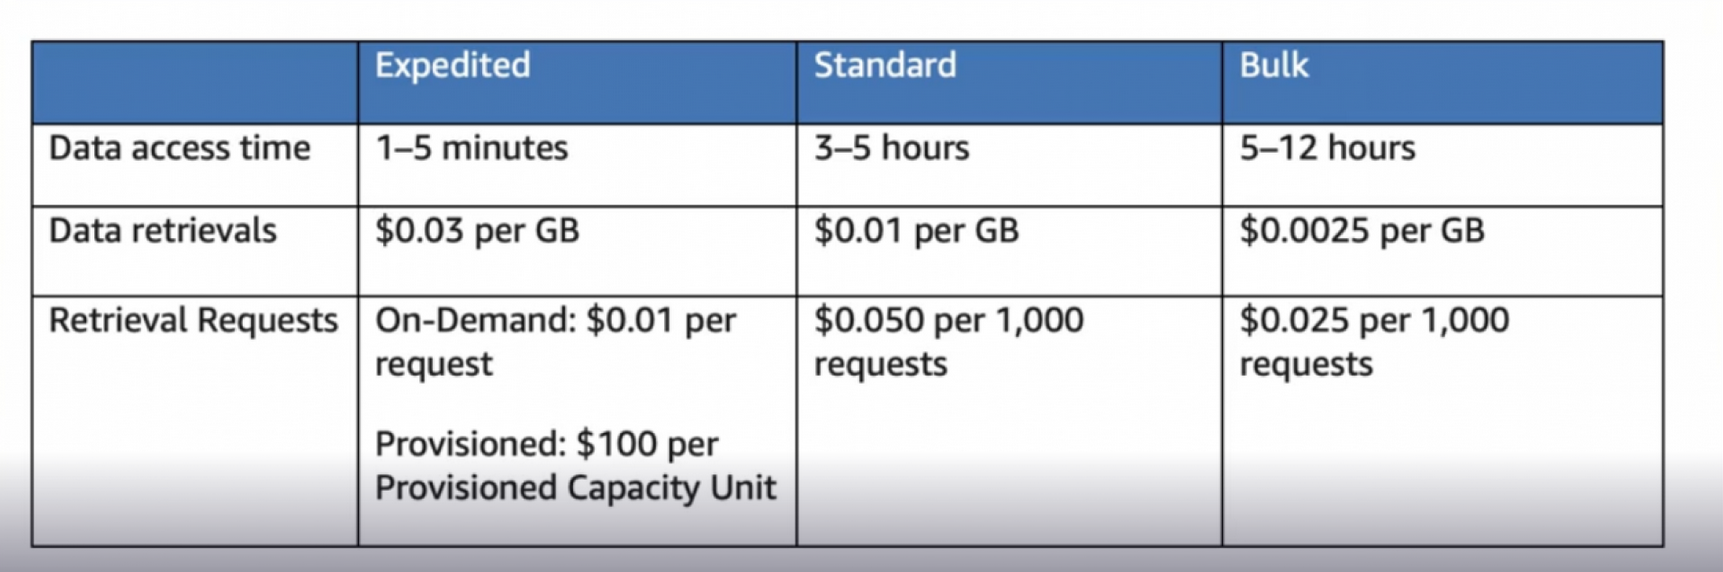 Expedited
Standard
Bulk
Data access time
1–5 minutes
3–5 hours
5–12 hours
Data retrievals
$0.03 per GB
$0.01 per GB
$0.0025 per GB
Retrieval Requests
On-Demand: $0.01 per
request
Provisioned: $100 per
Provisioned Capacity Unit
$0.050 per 1,000
requests
$0.025 per 1,000
requests